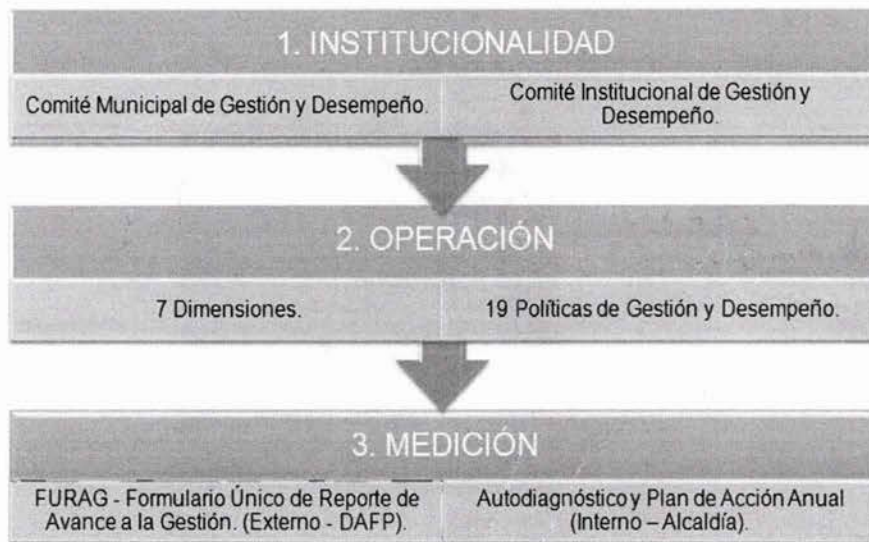 1. INSTITUCIONALIDAD
Comité Municipal de Gestión y Desempeño.
Comité Institucional de Gestión y
Desempeño.
2. OPERACIÓN
7 Dimensiones.
19 Políticas de Gestión y Desempeño.
3. MEDICIÓN
FURAG - Formulario Único de Reporte de
Avance a la Gestión. (Externo - DAFP).
Autodiagnóstico y Plan de Acción Anual
(Interno – Alcaldía).